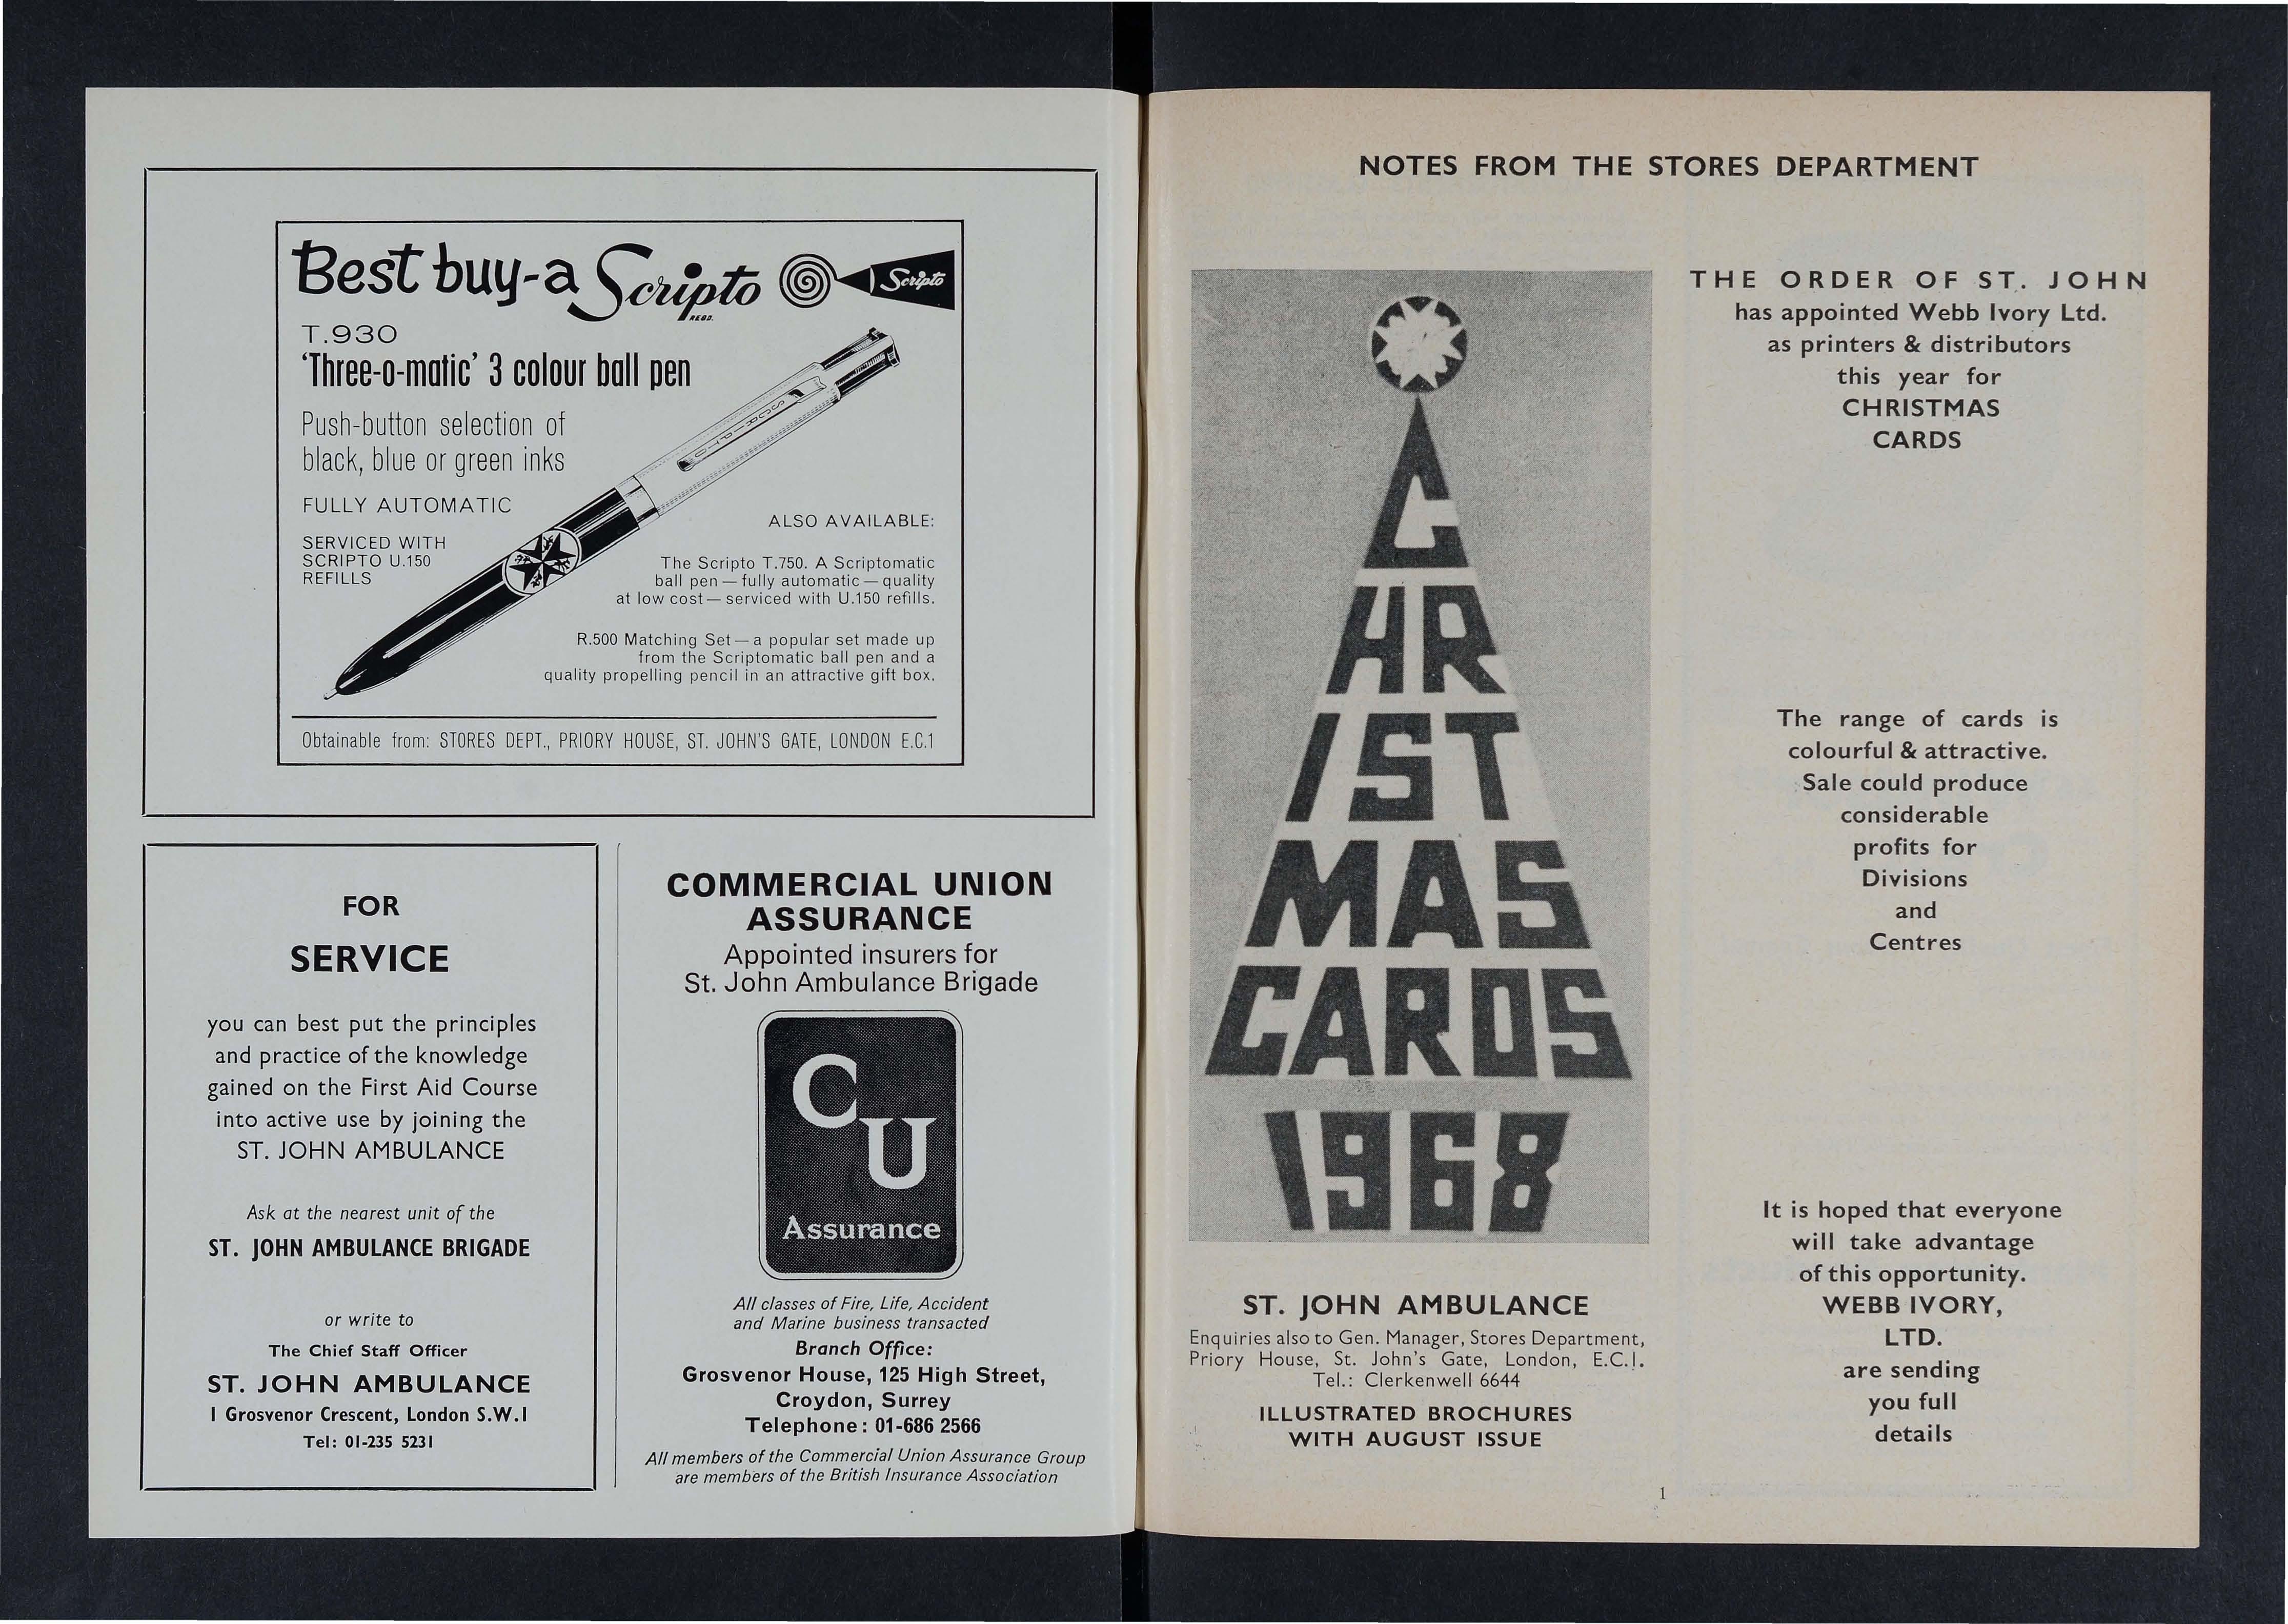 Best buy-a Scripto
REGD.
Scripto
T.930
‘Three-o-matic’ 3 colour ball pen
Push-button selection of
black, blue or green inks
FULLY AUTOMATIC
SERVICED WITH
SCRIPTO U.150
REFILLS
SCRIPTO
ALSO AVAILABLE:
The Scripto T.750. A Scriptomatic
ball pen — fully automatic — quality
at low cost — serviced with U.150 refills.
R.500 Matching Set — a popular set made up
from the Scriptomatic ball pen and a
quality propelling pencil in an attractive gift box.
Obtainable from: STORES DEPT., PRIORY HOUSE, ST. JOHN'S GATE, LONDON E.C.1
FOR
SERVICE
you can best put the principles
and practice of the knowledge
gained on the First Aid Course
into active use by joining the
ST. JOHN AMBULANCE
Ask at the nearest unit of the
ST. JOHN AMBULANCE BRIGADE
or write to
The Chief Staff Officer
ST. JOHN AMBULANCE
1 Grosvenor Crescent, London S.W.1
Tel: 01-235 5231
COMMERCIAL UNION
ASSURANCE
Appointed insurers for
St. John Ambulance Brigade
CU
Assurance
All classes of Fire, Life, Accident
and Marine business transacted
Branch Office:
Grosvenor House, 125 High Street,
Croydon, Surrey
Telephone: 01-686 2566
All members of the Commercial Union Assurance Group
are members of the British Insurance Association
NOTES FROM THE STORES DEPARTMENT
C
HR
IST
MAS
CARDS
1968
ST. JOHN AMBULANCE
Enquiries also to Gen. Manager, Stores Department,
Priory House, St. John's Gate, London, E.C.1.
Tel.: Clerkenwell 6644
ILLUSTRATED BROCHURES
WITH AUGUST ISSUE
THE ORDER OF ST. JOHN
has appointed Webb Ivory Ltd.
as printers & distributors
this year for
CHRISTMAS
CARDS
The range of cards is
colourful & attractive.
Sale could produce
considerable
profits for
Divisions
and
Centres
It is hoped that everyone
will take advantage
of this opportunity.
WEBB IVORY,
LTD.
are sending
you full
details
1